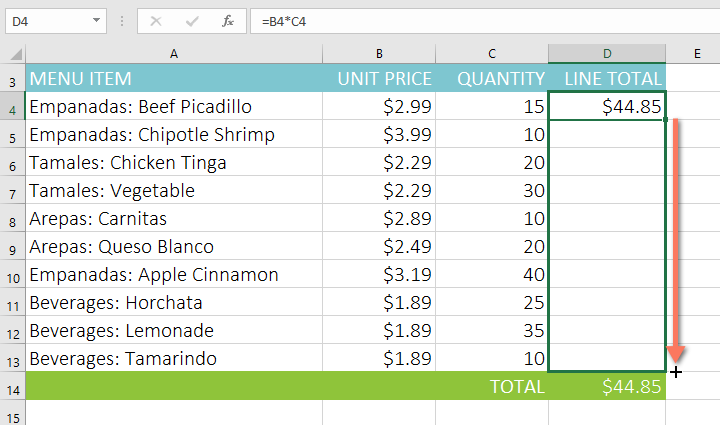 D4 fx =B4*C4
A B C D E
3 MENU ITEM UNIT PRICE QUANTITY LINE TOTAL
4 Empanadas: Beef Picadillo $2.99 15 $44.85
5 Empanadas: Chipotle Shrimp $3.99 10
6 Tamales: Chicken Tinga $2.29 20
7 Tamales: Vegetable $2.29 30
8 Arepas: Carnitas $2.89 10
9 Arepas: Queso Blanco $2.49 20
10 Empanadas: Apple Cinnamon $3.19 40
11 Beverages: Horchata $1.89 25
12 Beverages: Lemonade $1.89 35
13 Beverages: Tamarindo $1.89 10
14 TOTAL $44.85
15